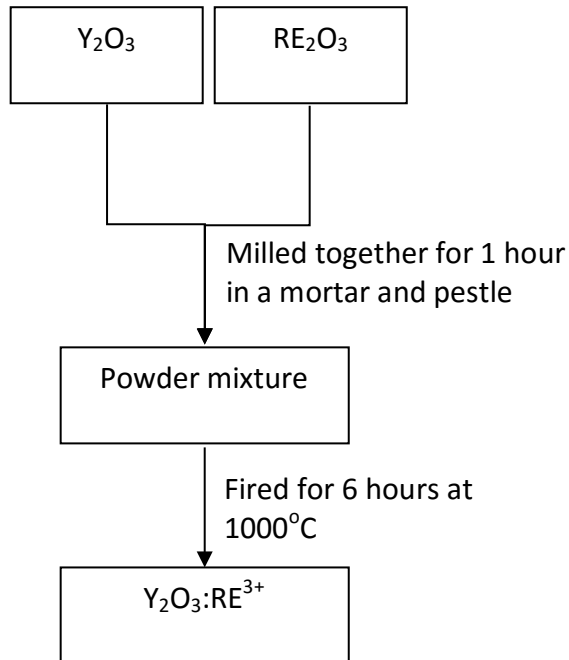 Y₂O₃
RE₂O₃
Milled together for 1 hour
in a mortar and pestle
Powder mixture
Fired for 6 hours at
1000°C
Y₂O₃:RE³⁺